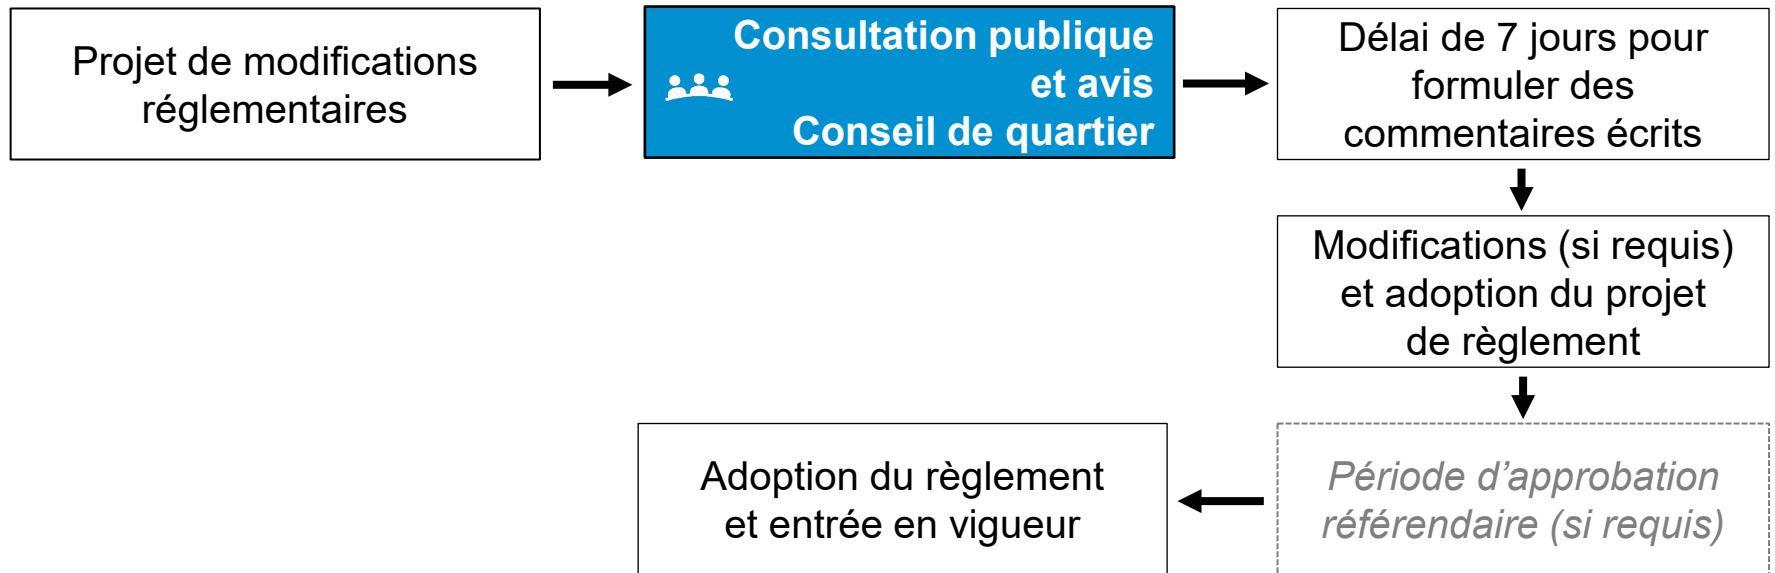 Projet de modifications
réglementaires
Consultation publique
et avis
Conseil de quartier
Délai de 7 jours pour
formuler des
commentaires écrits
Modifications (si requis)
et adoption du projet
de règlement
Période d’approbation
référendaire (si requis)
Adoption du règlement
et entrée en vigueur